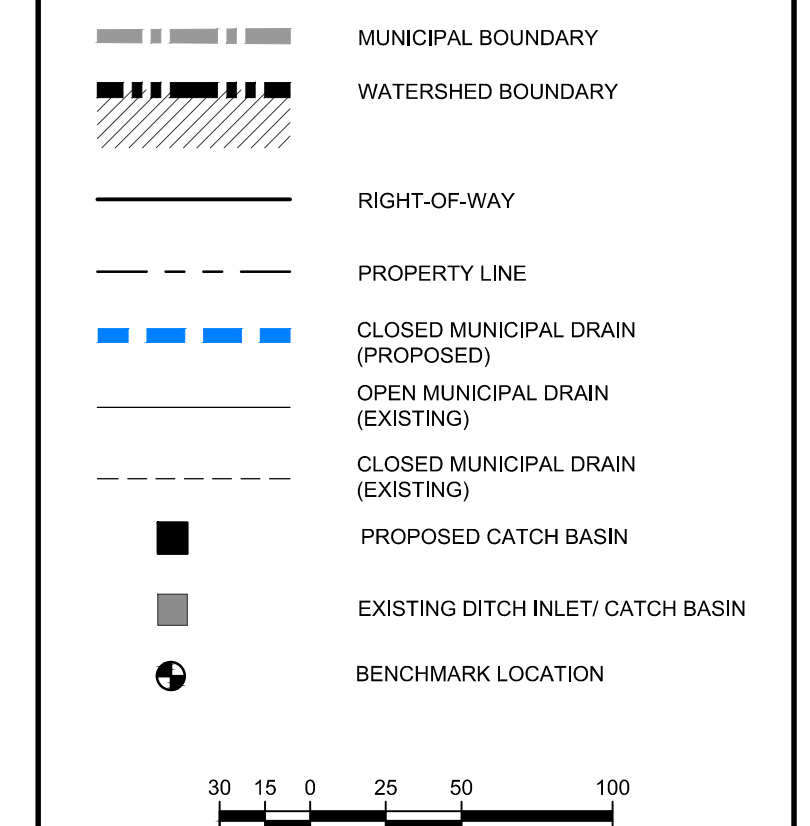 MUNICIPAL BOUNDARY
WATERSHED BOUNDARY
RIGHT-OF-WAY
PROPERTY LINE
CLOSED MUNICIPAL DRAIN
(PROPOSED)
OPEN MUNICIPAL DRAIN
(EXISTING)
CLOSED MUNICIPAL DRAIN
(EXISTING)
PROPOSED CATCH BASIN
EXISTING DITCH INLET/ CATCH BASIN
BENCHMARK LOCATION
30 15 0 25 50 100